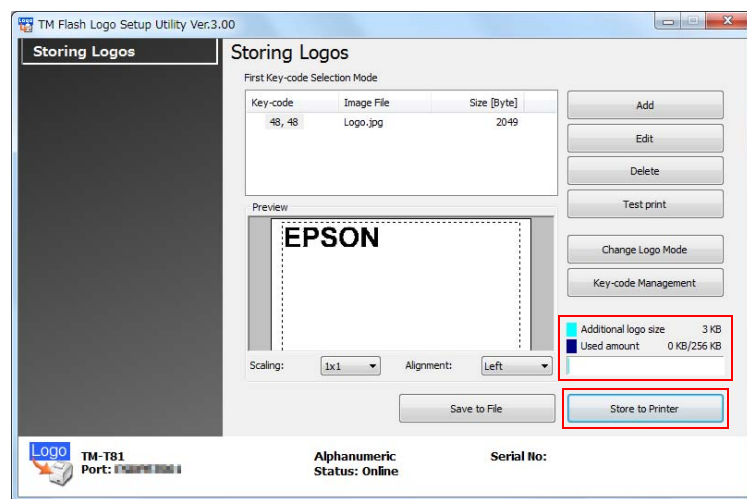 TM Flash Logo Setup Utility Ver.3.00
Storing Logos
Storing Logos
First Key-code Selection Mode
Key-code Image File Size [Byte]
48, 48 Logo.jpg 2049
Add
Edit
Delete
Test print
Preview
EPSON
Change Logo Mode
Key-code Management
Additional logo size 3 KB
Used amount 0 KB/256 KB
Scaling: 1x1 Alignment: Left
Save to File Store to Printer
Logo
TM-T81 Alphanumeric Serial No:
Port: Status: Online